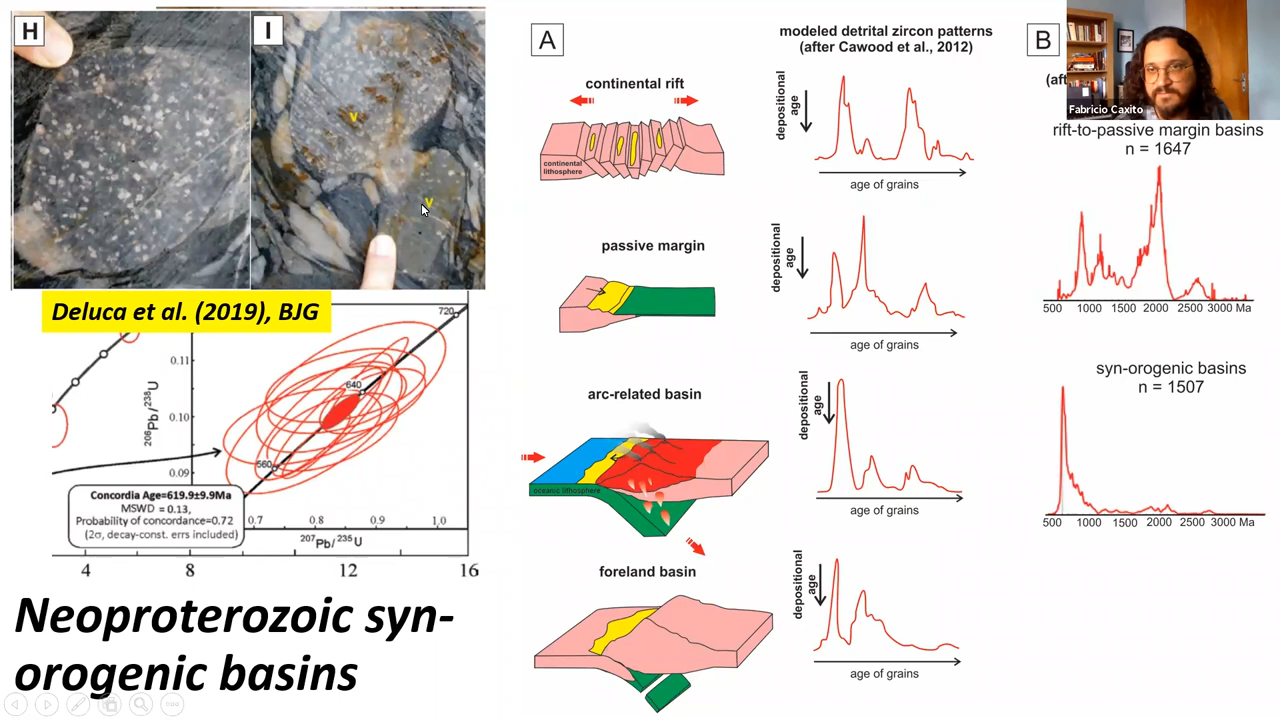 H
I
v
v
Deluca et al. (2019), BJG
720
640
560
0.11
0.10
0.09
206Pb/238U
Concordia Age=619.9±9.9Ma
MSWD = 0.13,
Probability of concordance=0.72
(2σ, decay-const. errs included)
0.7
0.8
0.9
1,0
207Pb/235U
4
8
12
16
Neoproterozoic syn-
orogenic basins
A
modeled detrital zircon patterns
(after Cawood et al., 2012)
continental rift
continental
lithosphere
depositional
age
age of grains
passive margin
depositional
age
age of grains
arc-related basin
oceanic lithosphere
depositional
age
age of grains
foreland basin
depositional
age
age of grains
B
Fabricio Caxito
rift-to-passive margin basins
n = 1647
500 1000 1500 2000 2500 3000 Ma
syn-orogenic basins
n = 1507
500 1000 1500 2000 2500 3000 Ma